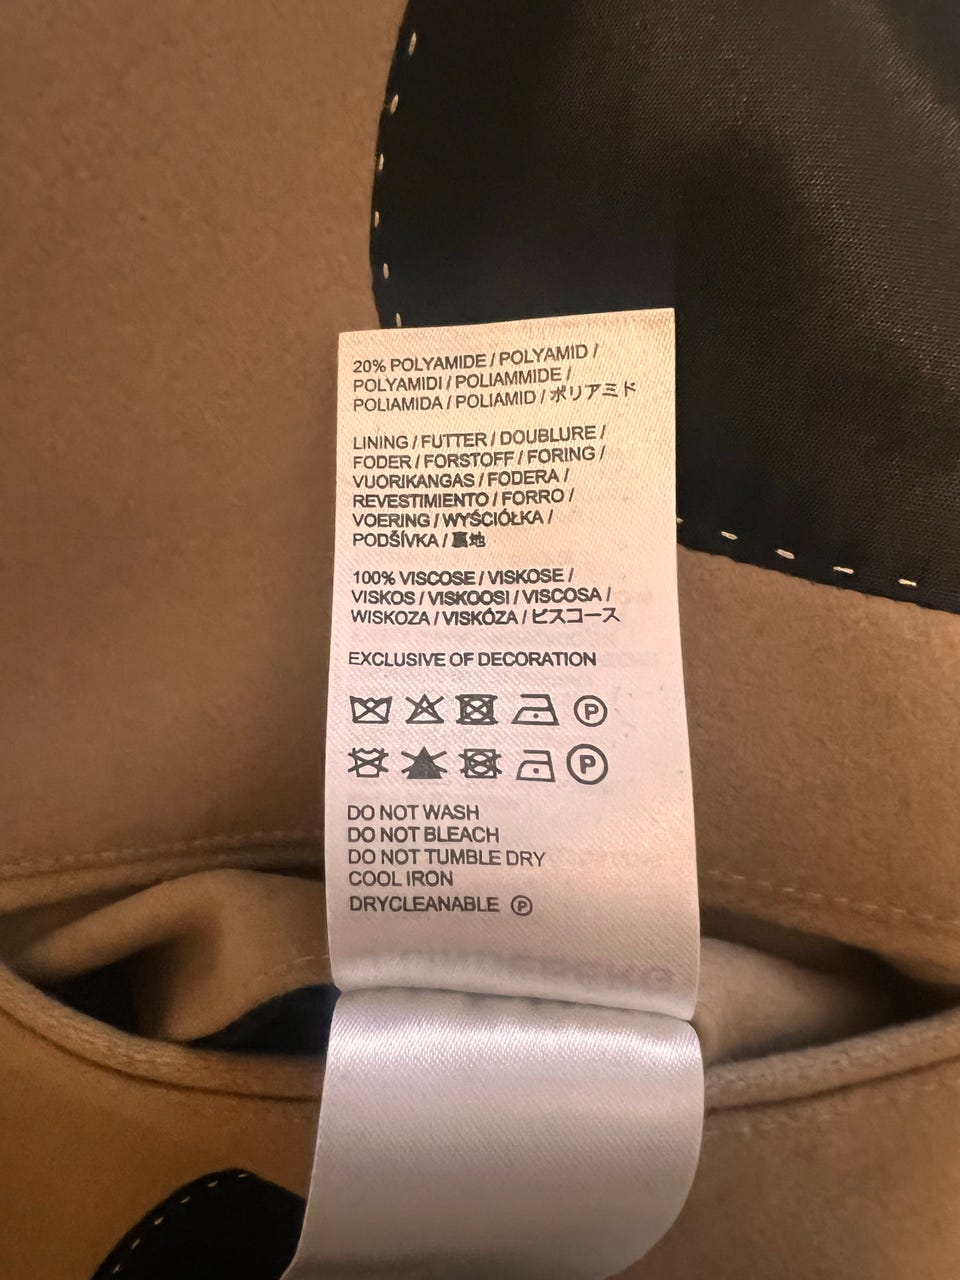 20% POLYAMIDE / POLYAMID /
POLYAMIDI / POLIAMMIDE /
POLIAMIDA / POLIAMID / ポリアミド
LINING / FUTTER / DOUBLURE /
FODER / FORSTOFF / FORING /
VUORIKANGAS / FODERA /
REVESTIMIENTO / FORRO /
VOERING / WYŚCIÓŁKA /
PODŠÍVKA / 裏地
100% VISCOSE / VISKOSE /
VISKOS / VISKOOSI / VISCOSA /
WISKOZA / VISKÓZA / ビスコース
EXCLUSIVE OF DECORATION
P
P
DO NOT WASH
DO NOT BLEACH
DO NOT TUMBLE DRY
COOL IRON
DRYCLEANABLE Ⓟ